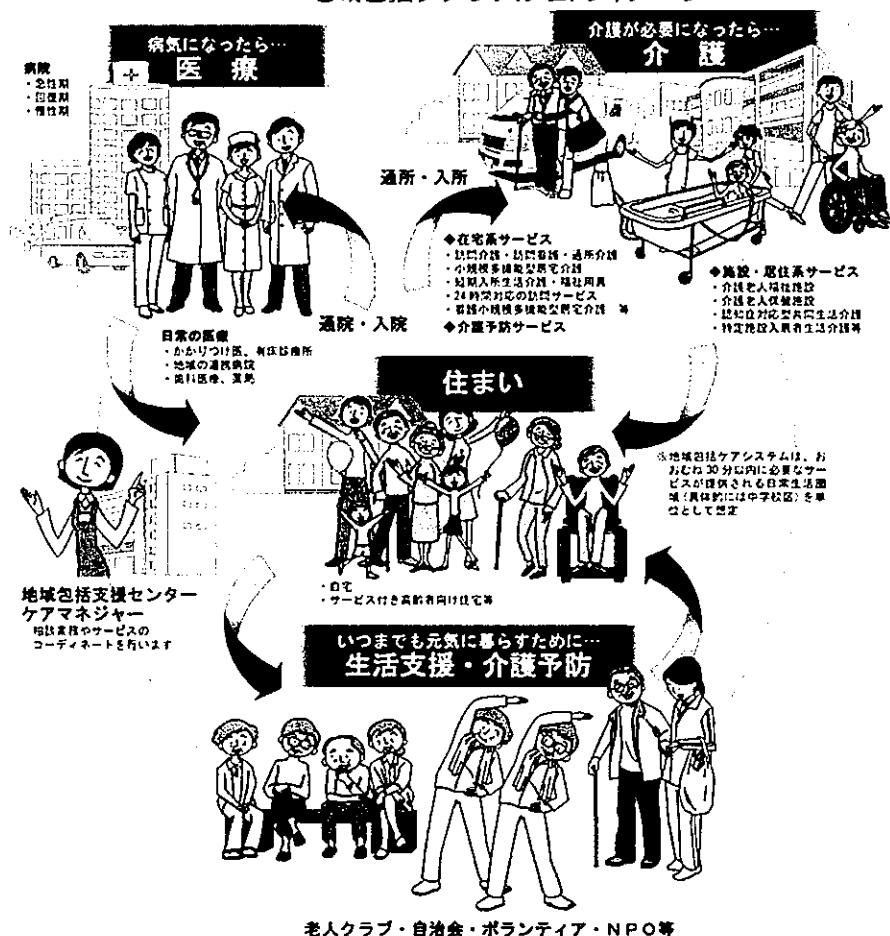 病気になったら…
医療
病院
・急性期
・回復期
・慢性期
日常の医療
・かかりつけ医、有床診療所
・地域の連携病院
・歯科医療、薬局
通院・入院
通所・入所
介護が必要になったら…
介護
◆在宅系サービス
・訪問介護・訪問看護・通所介護
・小規模多機能型居宅介護
・短期入所生活介護・福祉用具
・24時間対応の訪問サービス
・看護小規模多機能型居宅介護 等
◆介護予防サービス
◆施設・居住系サービス
・介護老人福祉施設
・介護老人保健施設
・認知症対応型共同生活介護
・特定施設入居者生活介護等
住まい
・自宅
・サービス付き高齢者向け住宅等
※地域包括ケアシステムは、お
おむね30分以内に必要なサー
ビスが提供される日常生活圏
域(具体的には中学校区)を単
位として想定
地域包括支援センター
ケアマネジャー
相談業務やサービスの
コーディネートを行います
いつまでも元気に暮らすために…
生活支援・介護予防
老人クラブ・自治会・ボランティア・NPO等